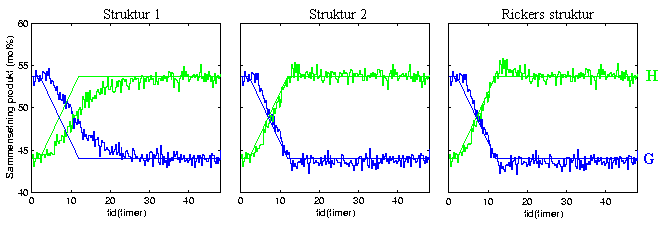 Struktur 1 Struktur 2 Rickers struktur
Sammensetning produkt (mol%)
60
55
50
45
40
H
G
0 10 20 30 40 0 10 20 30 40 0 10 20 30 40
tid(timer) tid(timer) tid(timer)